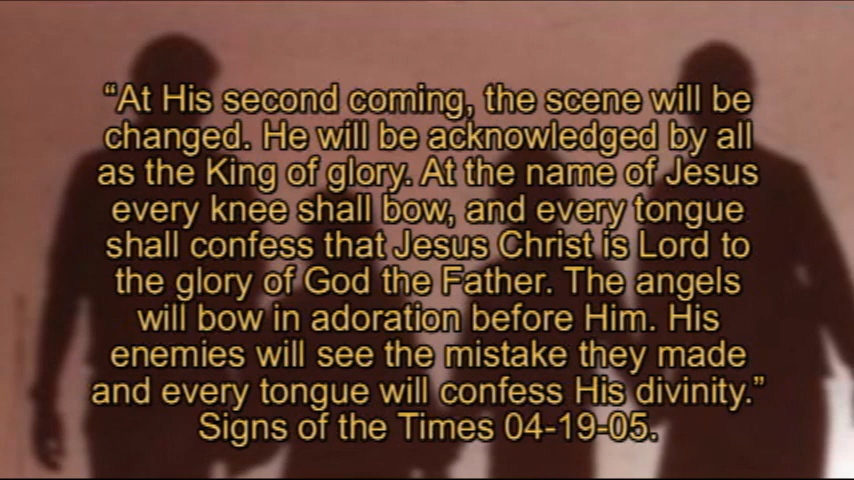 “At His second coming, the scene will be
changed. He will be acknowledged by all
as the King of glory. At the name of Jesus
every knee shall bow, and every tongue
shall confess that Jesus Christ is Lord to
the glory of God the Father. The angels
will bow in adoration before Him. His
enemies will see the mistake they made
and every tongue will confess His divinity.”
Signs of the Times 04-19-05.